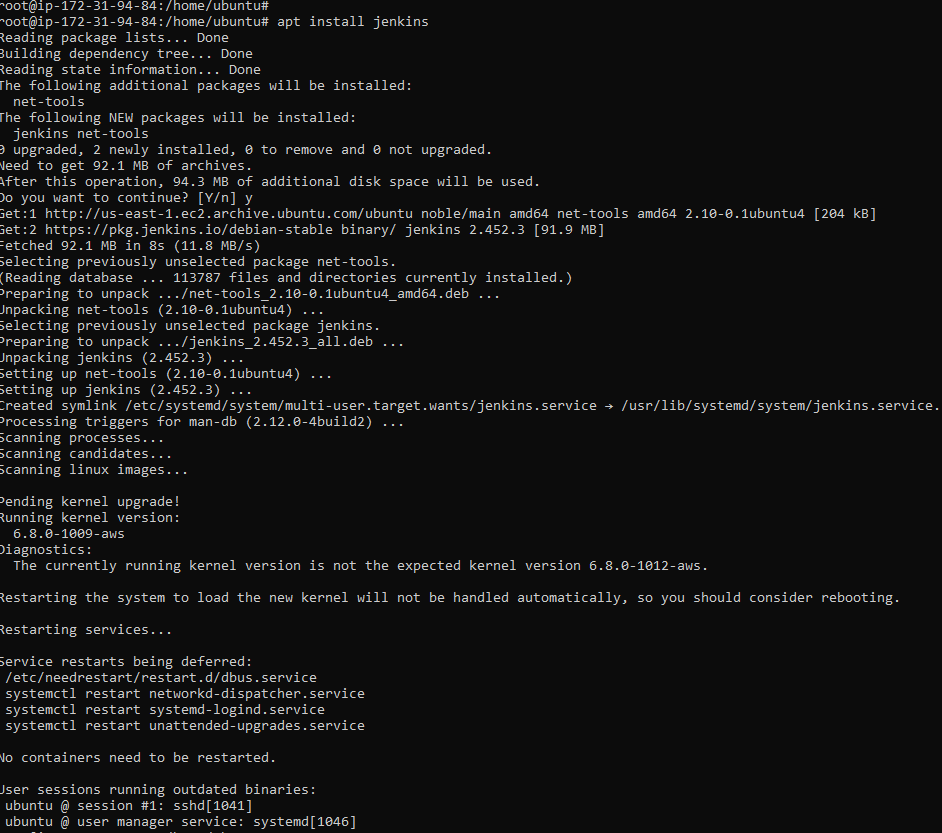 root@ip-172-31-94-84:/home/ubuntu#
root@ip-172-31-94-84:/home/ubuntu# apt install jenkins
Reading package lists... Done
Building dependency tree... Done
Reading state information... Done
The following additional packages will be installed:
  net-tools
The following NEW packages will be installed:
  jenkins net-tools
0 upgraded, 2 newly installed, 0 to remove and 0 not upgraded.
Need to get 92.1 MB of archives.
After this operation, 94.3 MB of additional disk space will be used.
Do you want to continue? [Y/n] y
Get:1 http://us-east-1.ec2.archive.ubuntu.com/ubuntu noble/main amd64 net-tools amd64 2.10-0.1ubuntu4 [204 kB]
Get:2 https://pkg.jenkins.io/debian-stable binary/ jenkins 2.452.3 [91.9 MB]
Fetched 92.1 MB in 8s (11.8 MB/s)
Selecting previously unselected package net-tools.
(Reading database ... 113787 files and directories currently installed.)
Preparing to unpack .../net-tools_2.10-0.1ubuntu4_amd64.deb ...
Unpacking net-tools (2.10-0.1ubuntu4) ...
Selecting previously unselected package jenkins.
Preparing to unpack .../jenkins_2.452.3_all.deb ...
Unpacking jenkins (2.452.3) ...
Setting up net-tools (2.10-0.1ubuntu4) ...
Setting up jenkins (2.452.3) ...
Created symlink /etc/systemd/system/multi-user.target.wants/jenkins.service → /usr/lib/systemd/system/jenkins.service.
Processing triggers for man-db (2.12.0-4build2) ...
Scanning processes...
Scanning candidates...
Scanning linux images...
Pending kernel upgrade!
Running kernel version:
  6.8.0-1009-aws
Diagnostics:
  The currently running kernel version is not the expected kernel version 6.8.0-1012-aws.
Restarting the system to load the new kernel will not be handled automatically, so you should consider rebooting.
Restarting services...
Service restarts being deferred:
 /etc/needrestart/restart.d/dbus.service
 systemctl restart networkd-dispatcher.service
 systemctl restart systemd-logind.service
 systemctl restart unattended-upgrades.service
No containers need to be restarted.
User sessions running outdated binaries:
 ubuntu @ session #1: sshd[1041]
 ubuntu @ user manager service: systemd[1046]